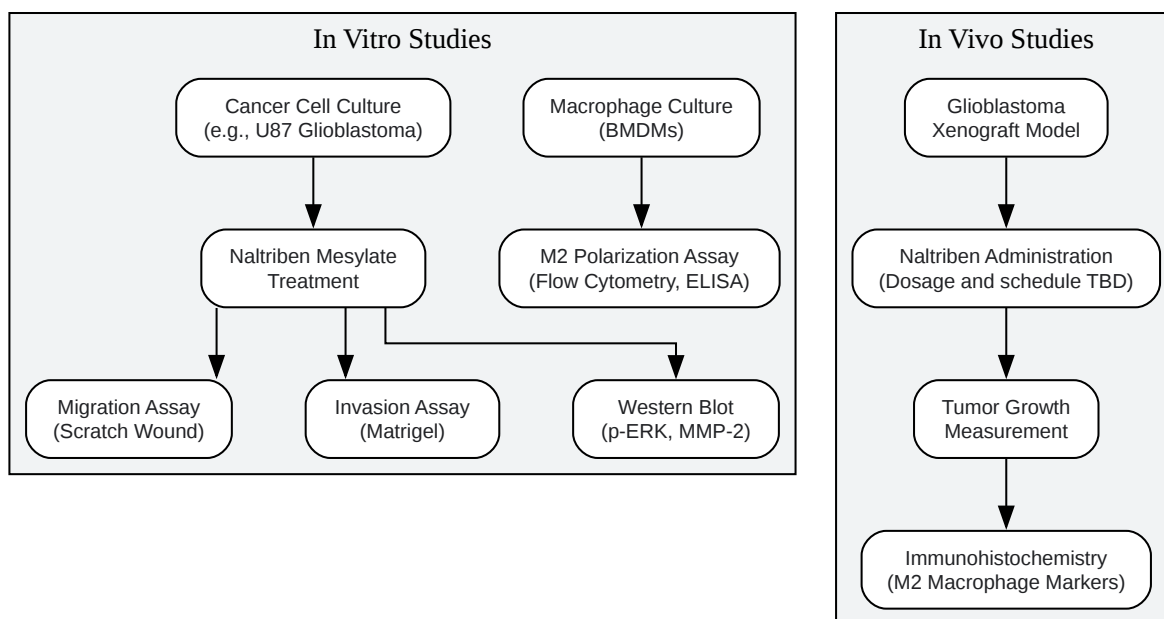 In Vitro Studies
Cancer Cell Culture
(e.g., U87 Glioblastoma)
Macrophage Culture
(BMDMs)
Naltriben Mesylate
Treatment
M2 Polarization Assay
(Flow Cytometry, ELISA)
Migration Assay
(Scratch Wound)
Invasion Assay
(Matrigel)
Western Blot
(p-ERK, MMP-2)
In Vivo Studies
Glioblastoma
Xenograft Model
Naltriben Administration
(Dosage and schedule TBD)
Tumor Growth
Measurement
Immunohistochemistry
(M2 Macrophage Markers)